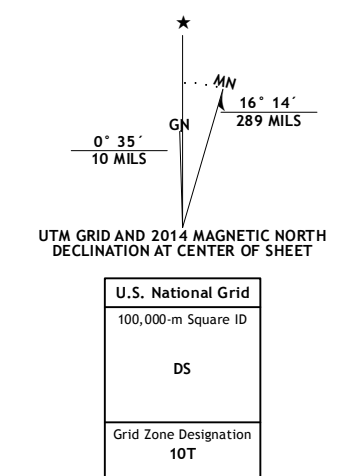 ★
MN
16° 14´
289 MILS
GN
0° 35´
10 MILS
UTM GRID AND 2014 MAGNETIC NORTH
DECLINATION AT CENTER OF SHEET
U.S. National Grid
100,000-m Square ID
DS
Grid Zone Designation
10T